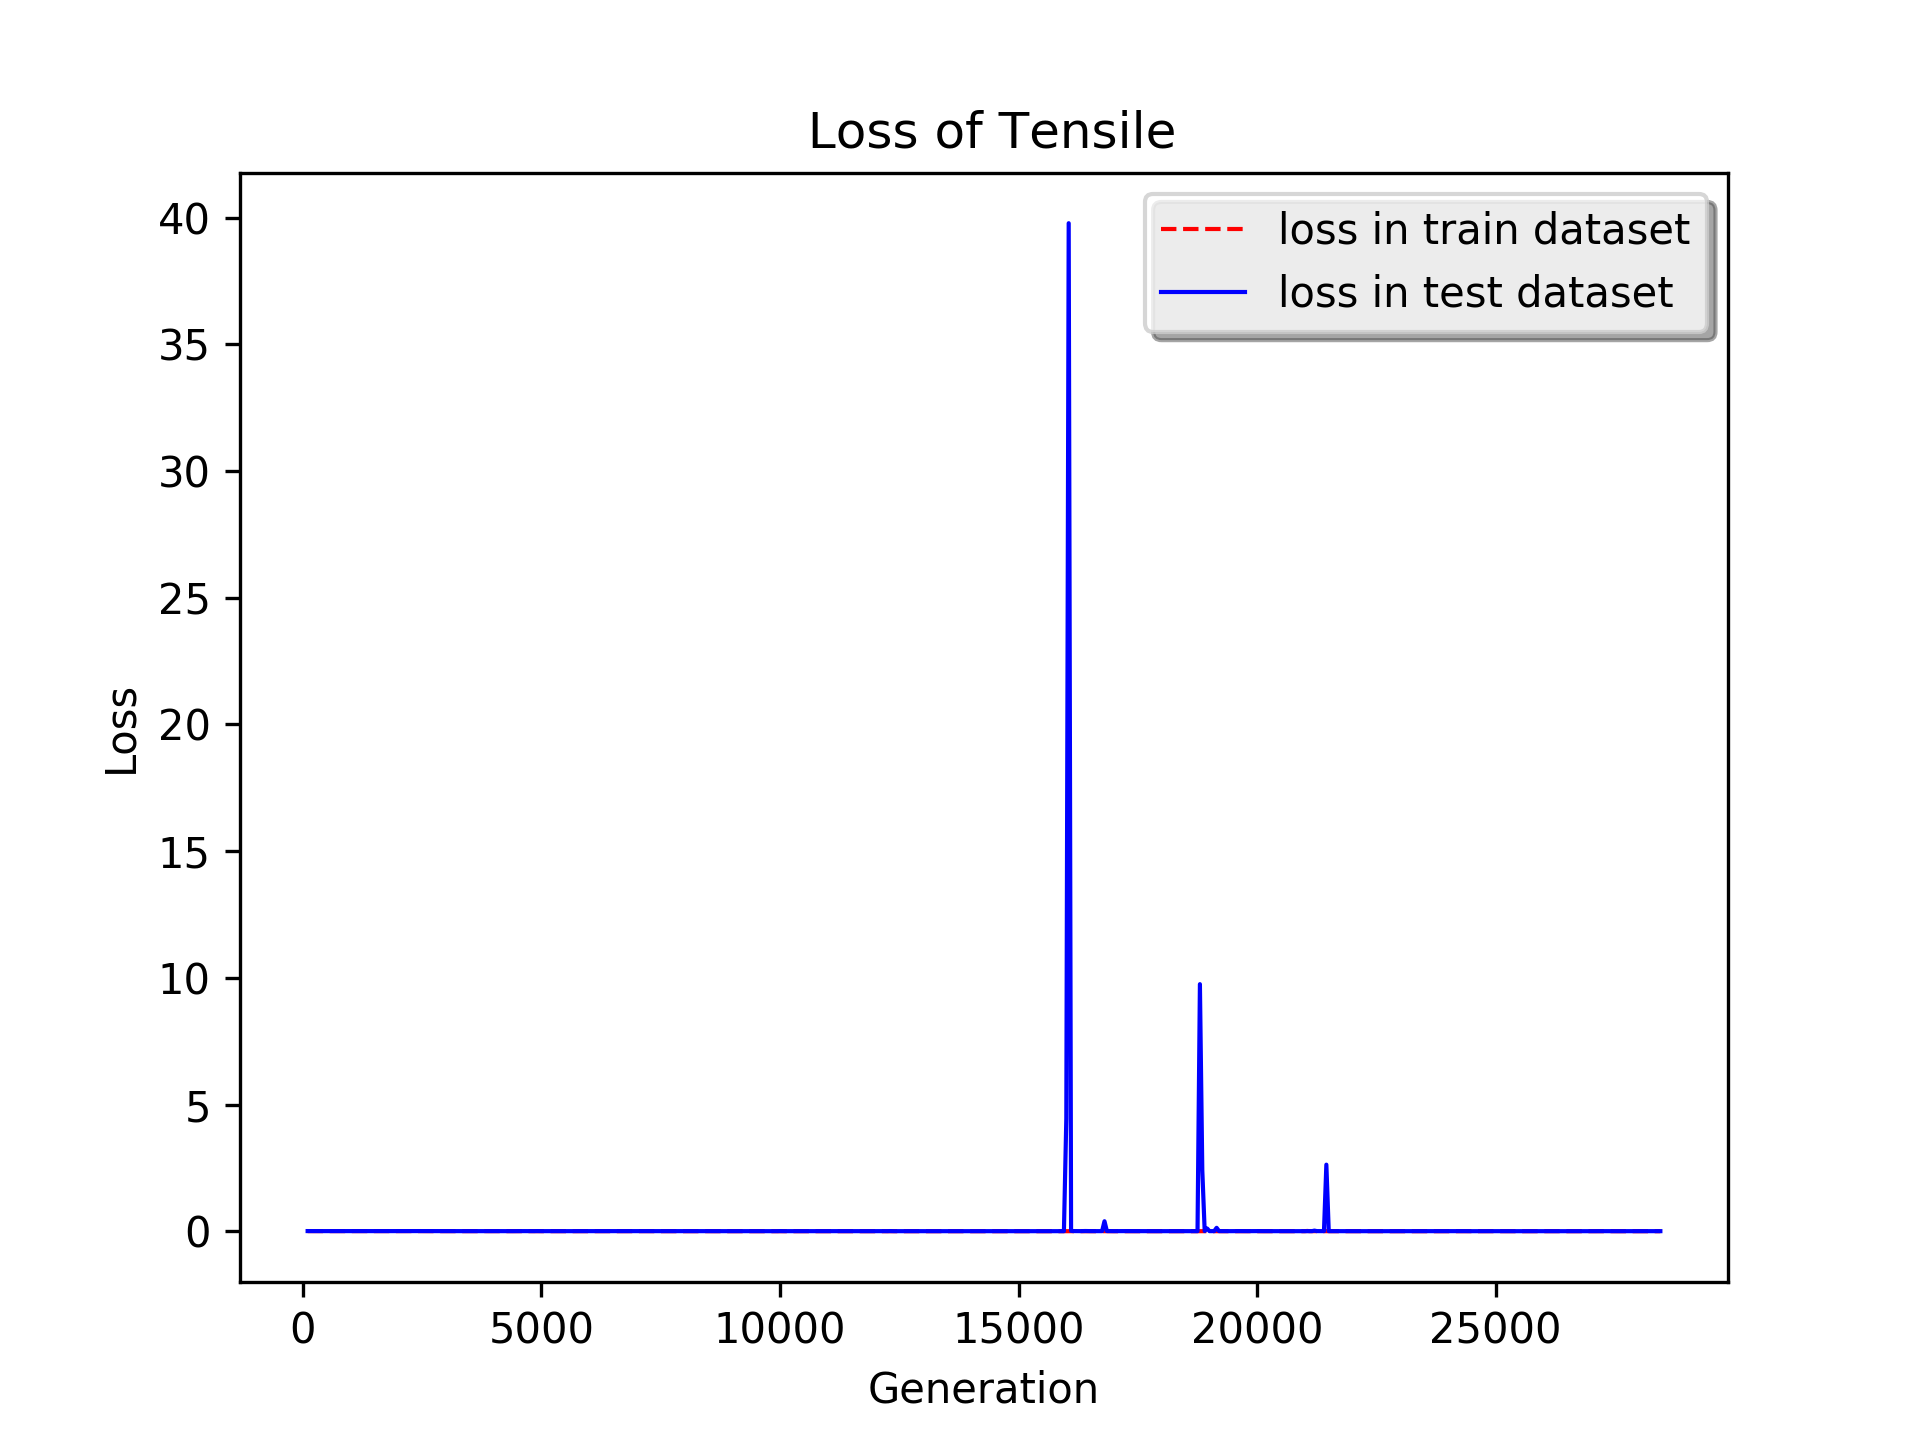 Loss of Tensile
loss in train dataset
loss in test dataset
40
35
30
25
20
15
10
5
0
Loss
0 5000 10000 15000 20000 25000
Generation